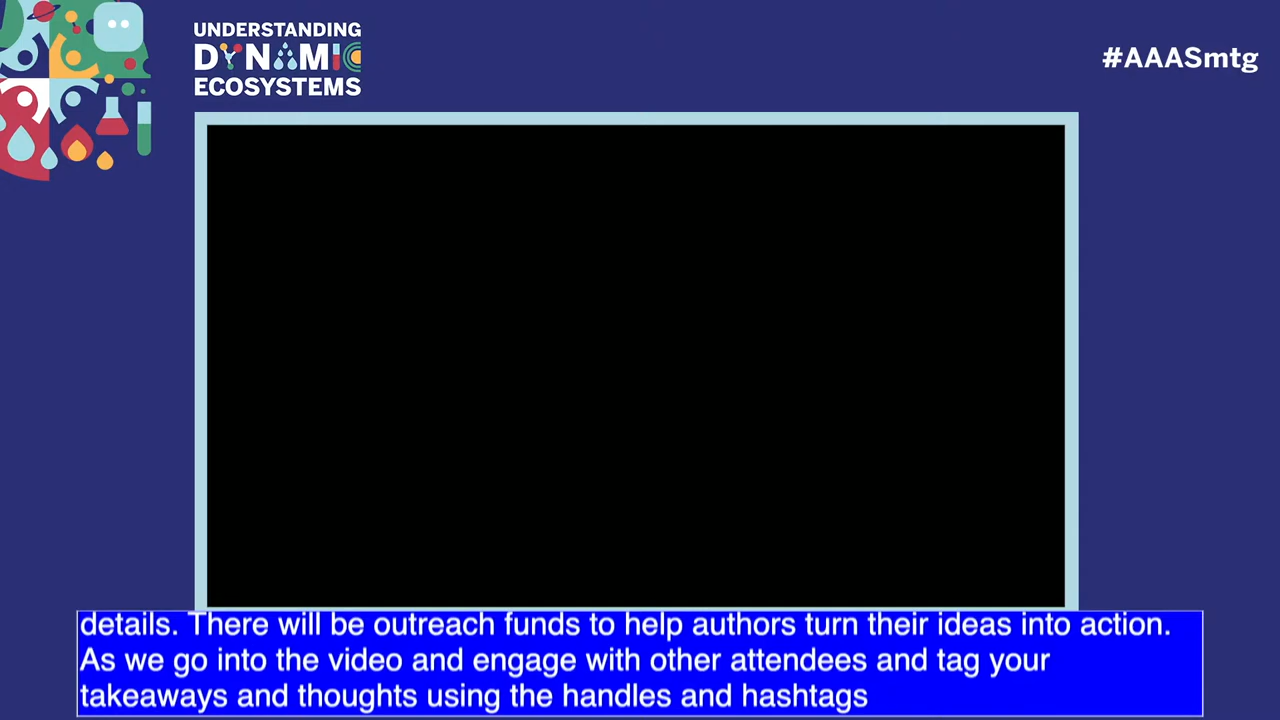 UNDERSTANDING
DYNAMIC
ECOSYSTEMS
#AAASmtg
details. There will be outreach funds to help authors turn their ideas into action.
As we go into the video and engage with other attendees and tag your
takeaways and thoughts using the handles and hashtags